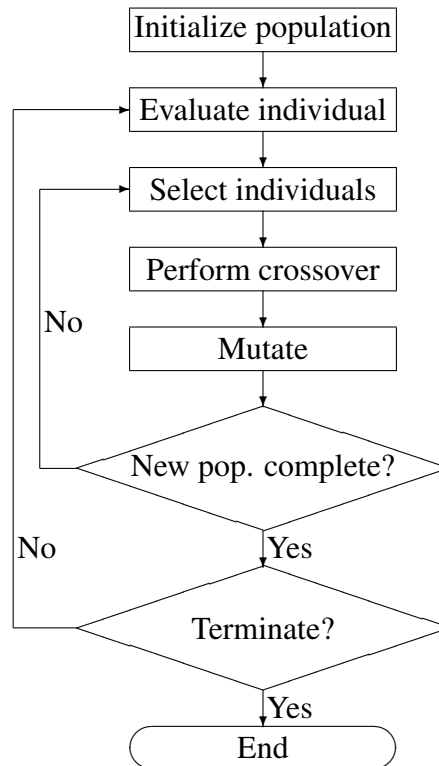 Initialize population
Evaluate individual
Select individuals
Perform crossover
No
Mutate
New pop. complete?
No
Yes
Terminate?
Yes
End